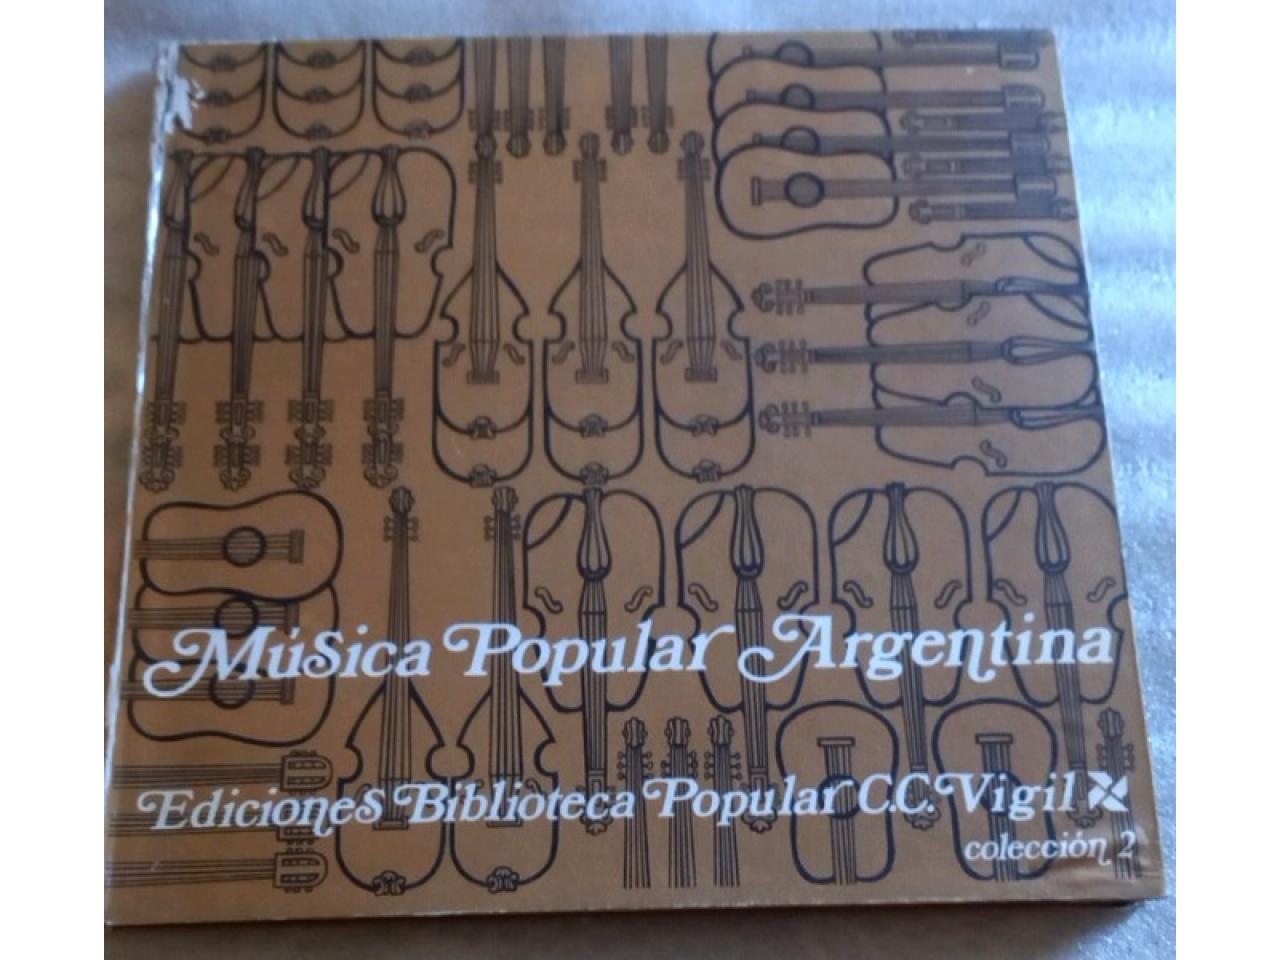 Música Popular Argentina
Ediciones Biblioteca Popular C.C. Vigil
colección 2